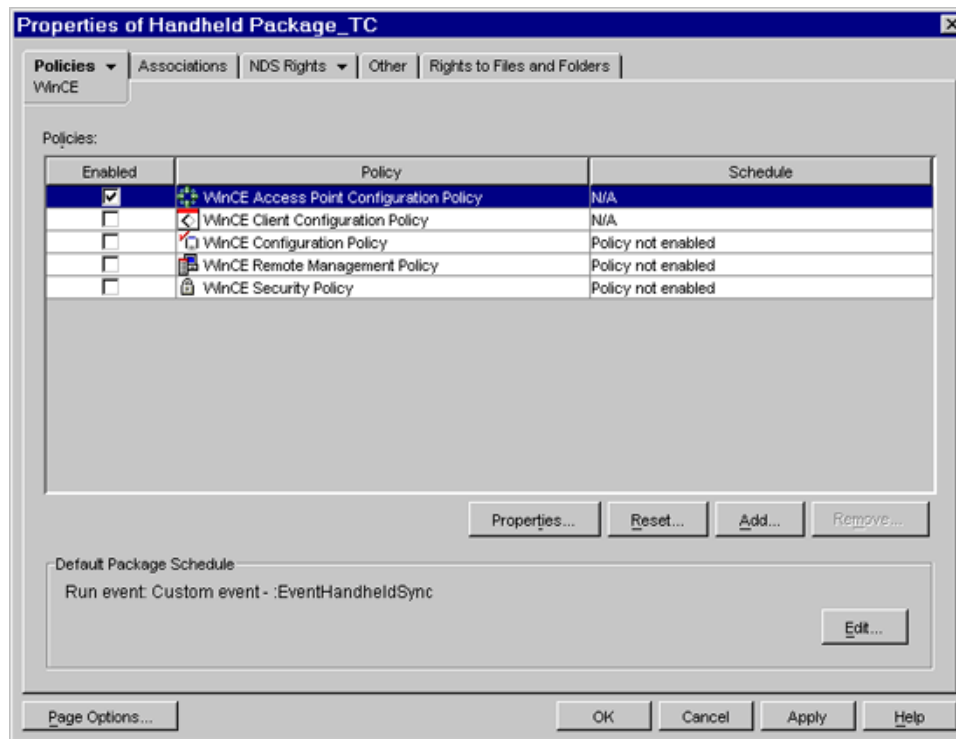 Properties of Handheld Package_TC
Policies Associations NDS Rights Other Rights to Files and Folders
WinCE
Policies:
Enabled Policy Schedule
WinCE Access Point Configuration Policy N/A
WinCE Client Configuration Policy N/A
WinCE Configuration Policy Policy not enabled
WinCE Remote Management Policy Policy not enabled
WinCE Security Policy Policy not enabled
Properties... Reset... Add... Remove...
Default Package Schedule
Run event: Custom event - :EventHandheldSync
Edit...
Page Options... OK Cancel Apply Help